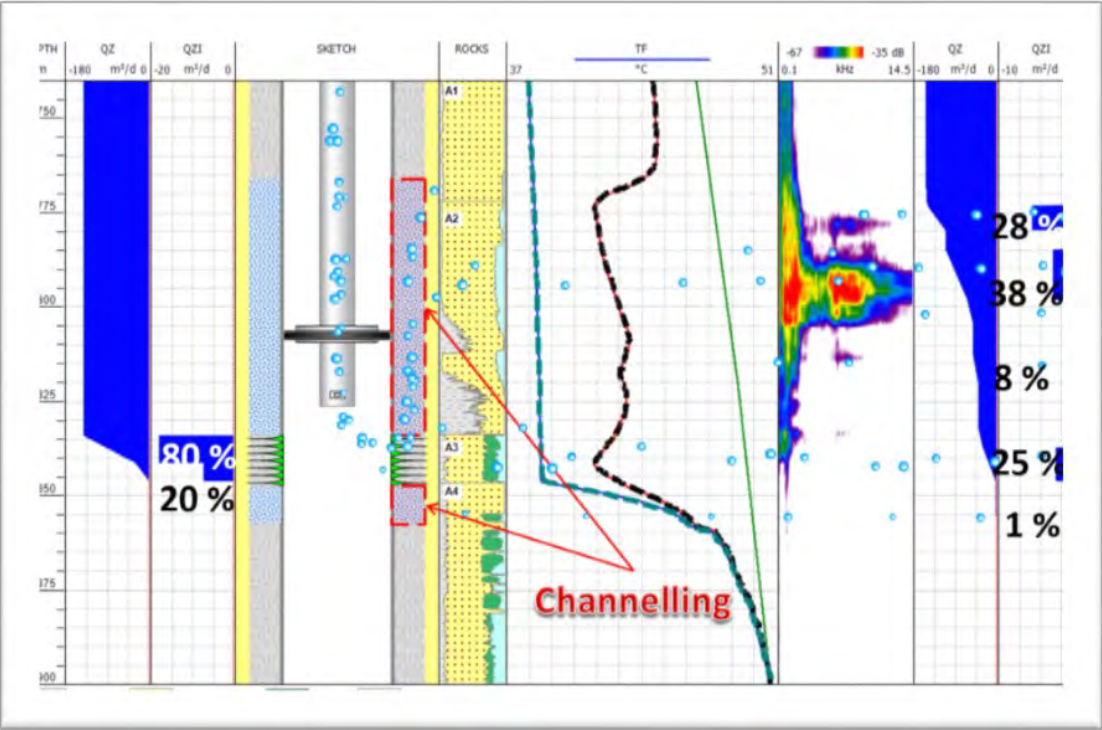 PTH QZ QZI SKETCH ROCKS TF -67 -35 dB QZ QZI
m -180 m³/d 0 -20 m³/d 0 37 °C 51 0.1 kHz 14.5 -180 m³/d 0 -10 m³/d
A1
750
775
A2
28 %
38 %
800
8 %
825
80 %
A3
25 %
20 %
850
A4
1 %
875
Channelling
900